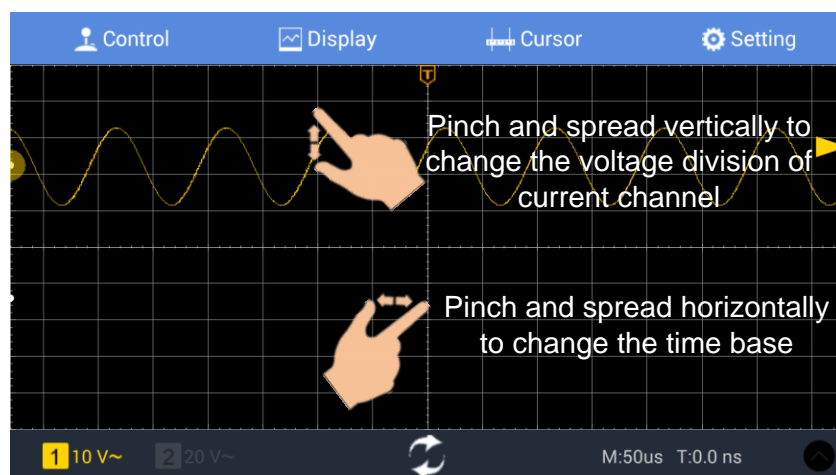 Control Display Cursor Setting
T
Pinch and spread vertically to
change the voltage division of
current channel
Pinch and spread horizontally
to change the time base
1 10 V~ 2 20 V~ M:50us T:0.0 ns